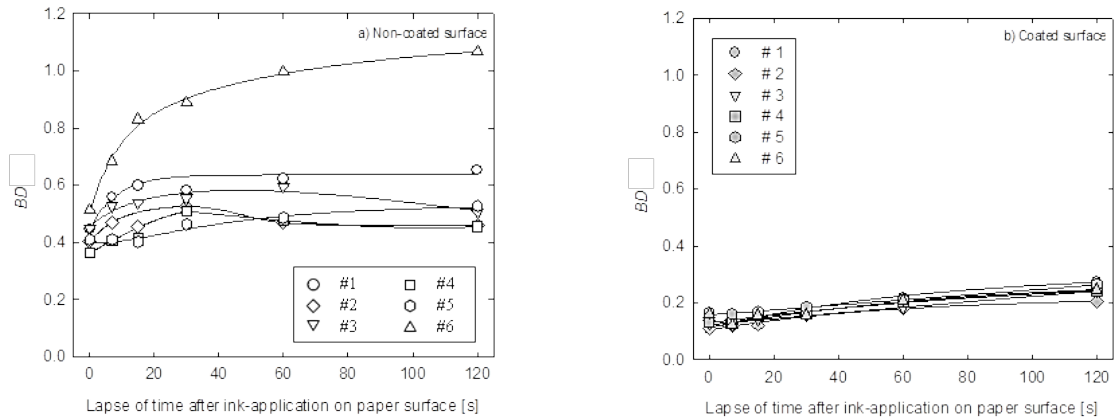 1.2
1.0
0.8
0.6
0.4
0.2
0.0
BD
a) Non-coated surface
#1 #4
#2 #5
#3 #6
0 20 40 60 80 100 120
Lapse of time after ink-application on paper surface [s]
1.2
1.0
0.8
0.6
0.4
0.2
0.0
BD
b) Coated surface
# 1
# 2
# 3
# 4
# 5
# 6
0 20 40 60 80 100 120
Lapse of time after ink-application on paper surface [s]